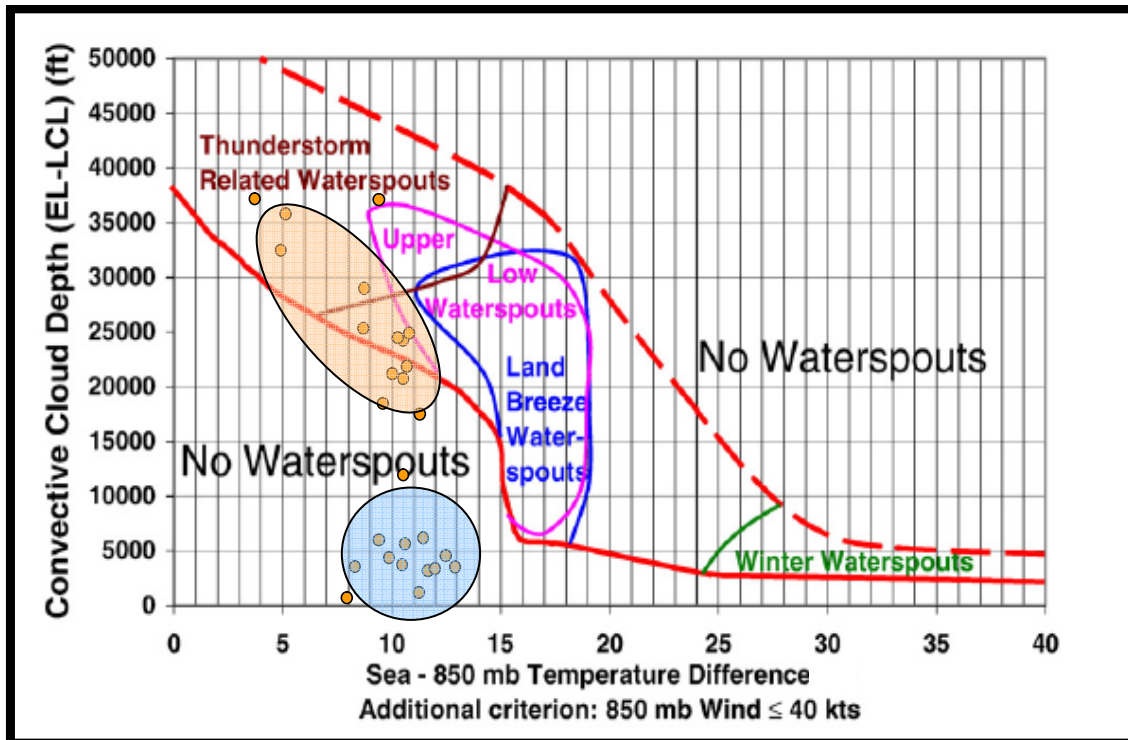 Convective Cloud Depth (EL-LCL) (ft)
50000
45000
40000
35000
30000
25000
20000
15000
10000
5000
0
Thunderstorm
Related Waterspouts
Upper
Low
Waterspouts
Land
Breeze
Water-
spouts
No Waterspouts
No Waterspouts
Winter Waterspouts
0 5 10 15 20 25 30 35 40
Sea - 850 mb Temperature Difference
Additional criterion: 850 mb Wind ≤ 40 kts